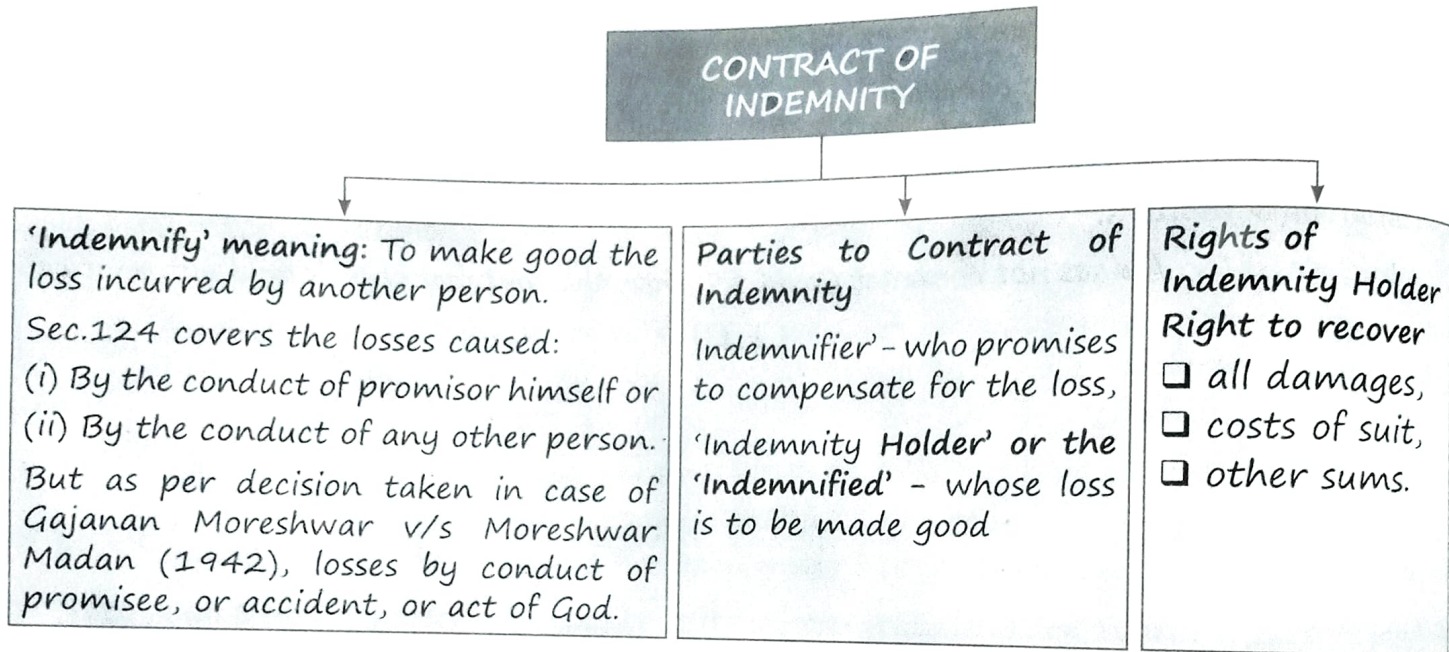 CONTRACT OF
INDEMNITY
‘Indemnify’ meaning: To make good the
loss incurred by another person.
Sec.124 covers the losses caused:
(i) By the conduct of promisor himself or
(ii) By the conduct of any other person.
But as per decision taken in case of
Gajanan Moreshwar v/s Moreshwar
Madan (1942), losses by conduct of
promisee, or accident, or act of God.
Parties to Contract of
Indemnity
Indemnifier’ – who promises
to compensate for the loss,
‘Indemnity Holder’ or the
‘Indemnified’ – whose loss
is to be made good
Rights of
Indemnity Holder
Right to recover
❑ all damages,
❑ costs of suit,
❑ other sums.